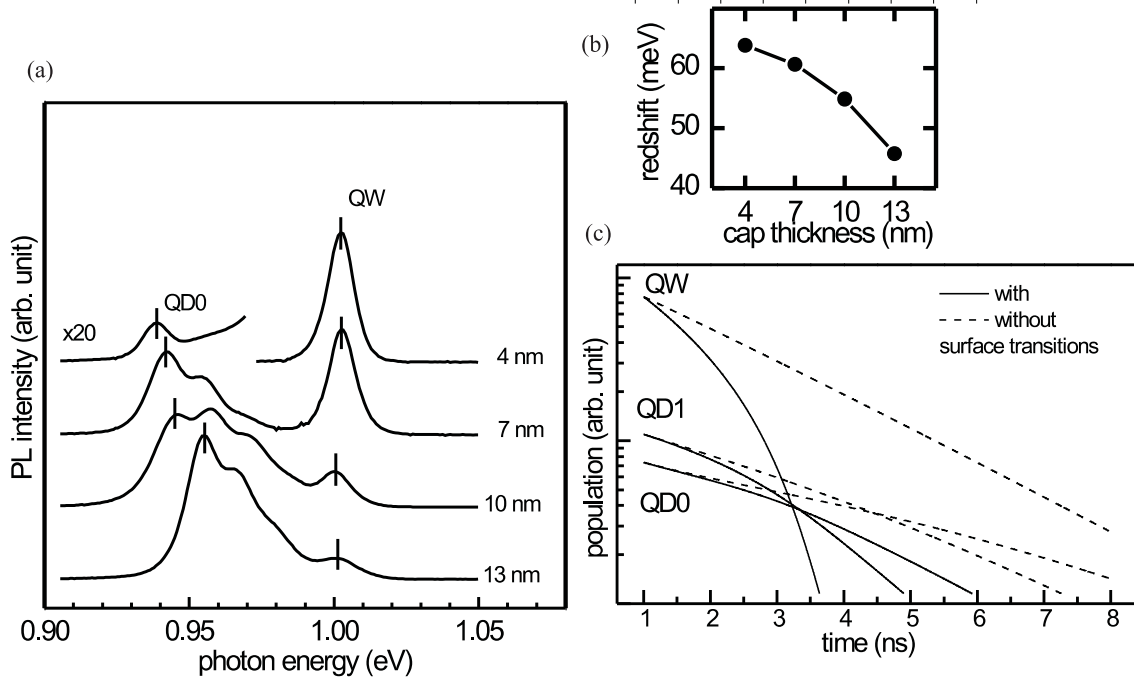 (a)
PL intensity (arb. unit)
QW
QD0
x20
4 nm
7 nm
10 nm
13 nm
0.90 0.95 1.00 1.05
photon energy (eV)
(b)
redshift (meV)
60
50
40
4 7 10 13
cap thickness (nm)
(c)
population (arb. unit)
QW
with
without
surface transitions
QD1
QD0
1 2 3 4 5 6 7 8
time (ns)